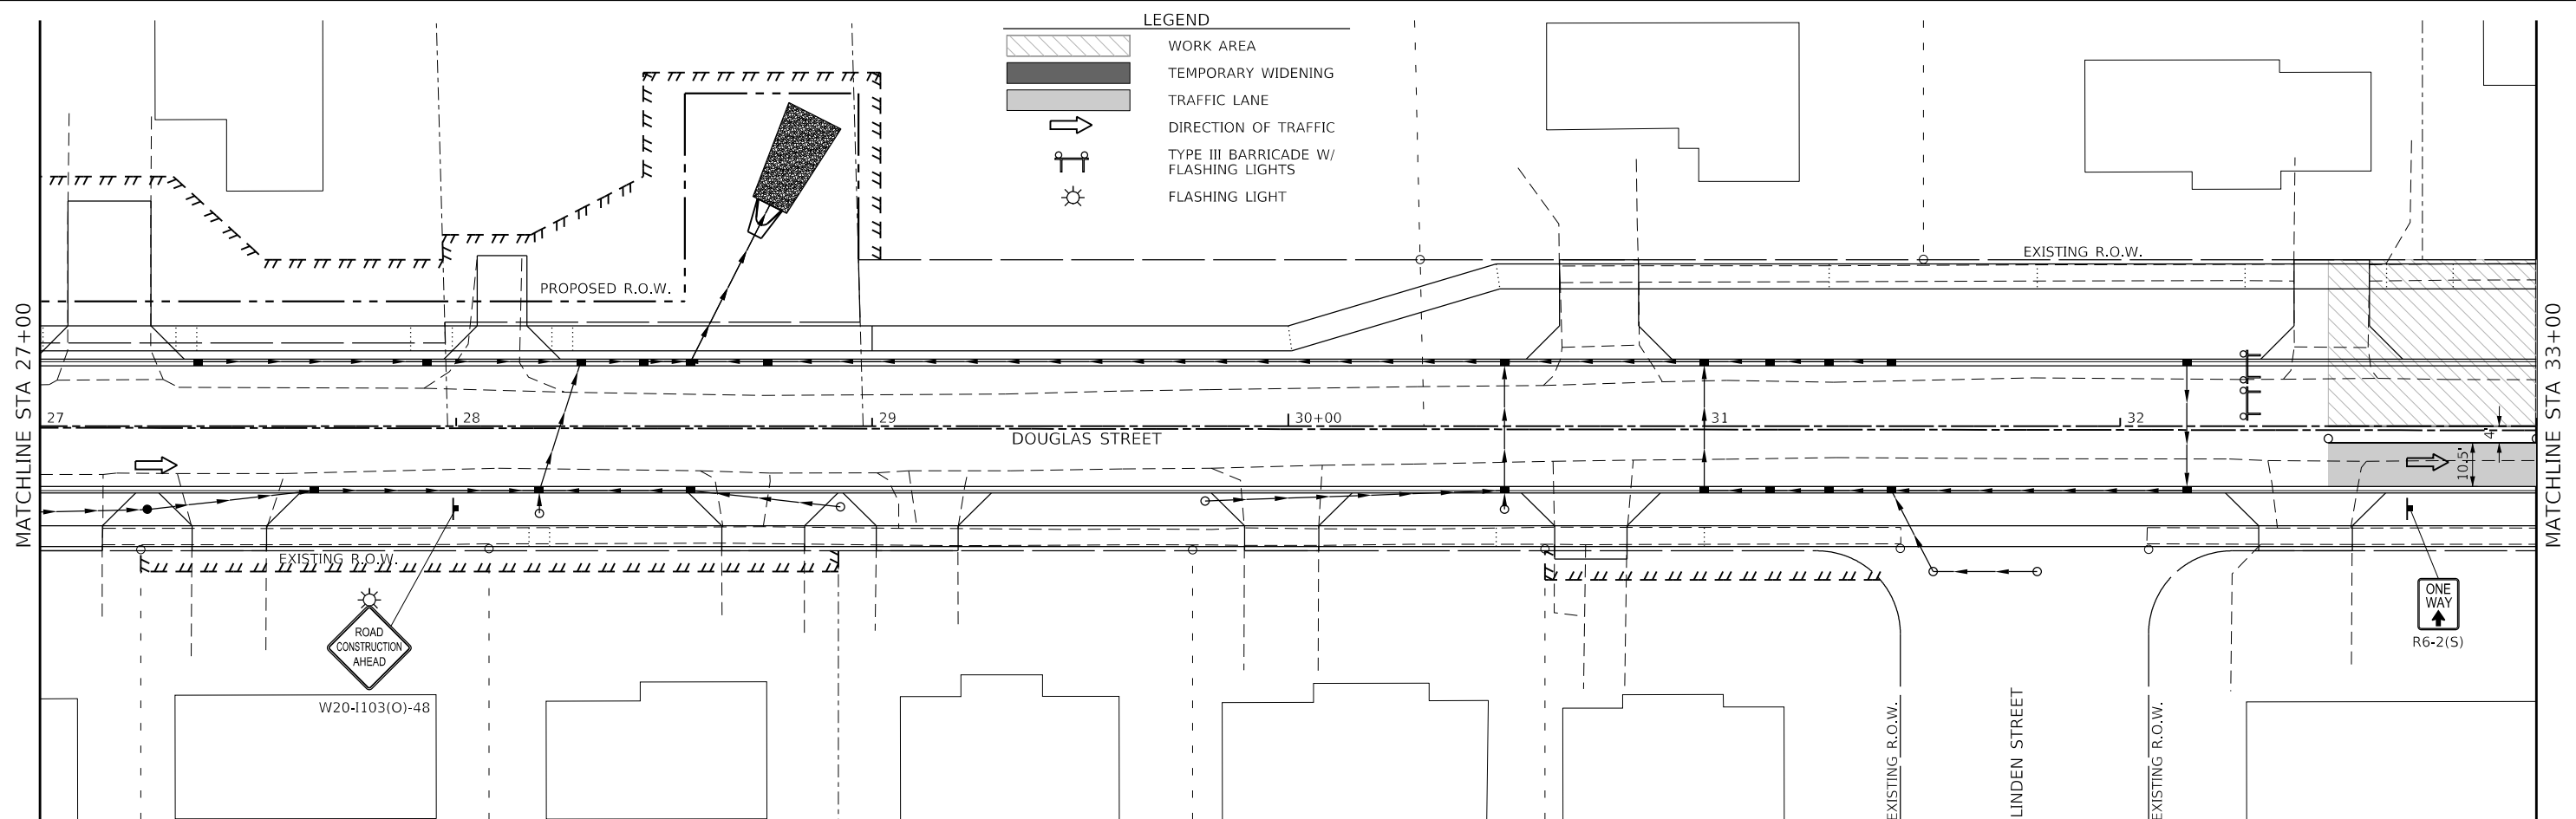 LEGEND
WORK AREA
TEMPORARY WIDENING
TRAFFIC LANE
DIRECTION OF TRAFFIC
TYPE III BARRICADE W/
FLASHING LIGHTS
FLASHING LIGHT
EXISTING R.O.W.
PROPOSED R.O.W.
MATCHLINE STA 27+00
MATCHLINE STA 33+00
27
28
29
30+00
31
32
DOUGLAS STREET
4'
10.5'
EXISTING R.O.W.
ROAD
CONSTRUCTION
AHEAD
W20-I103(O)-48
ONE
WAY
R6-2(S)
EXISTING R.O.W.
LINDEN STREET
EXISTING R.O.W.